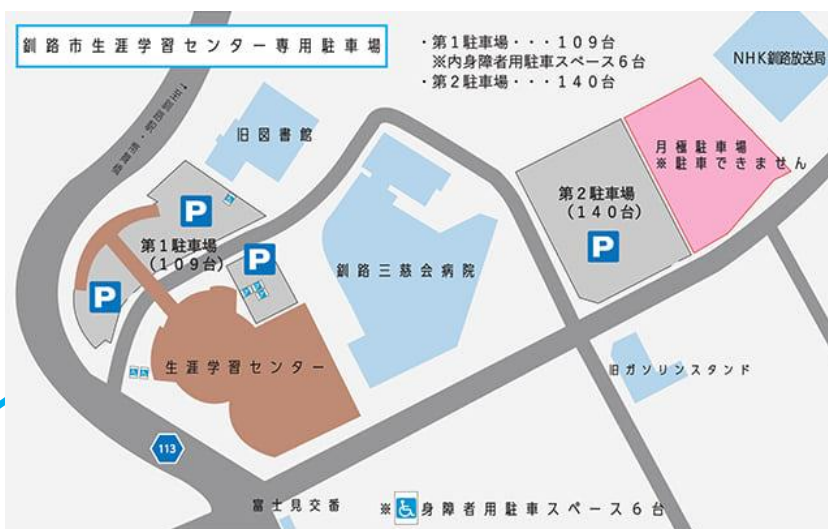 釧路市生涯学習センター専用駐車場
・第1駐車場・・・109台
※内身障者用駐車スペース6台
・第2駐車場・・・140台
NHK釧路放送局
旧図書館
月極駐車場
※駐車できません
第2駐車場
(140台)
P
P
第1駐車場
(109台)
P
P
釧路三慈会病院
生涯学習センター
旧ガソリンスタンド
113
富士見交番
※身障者用駐車スペース6台